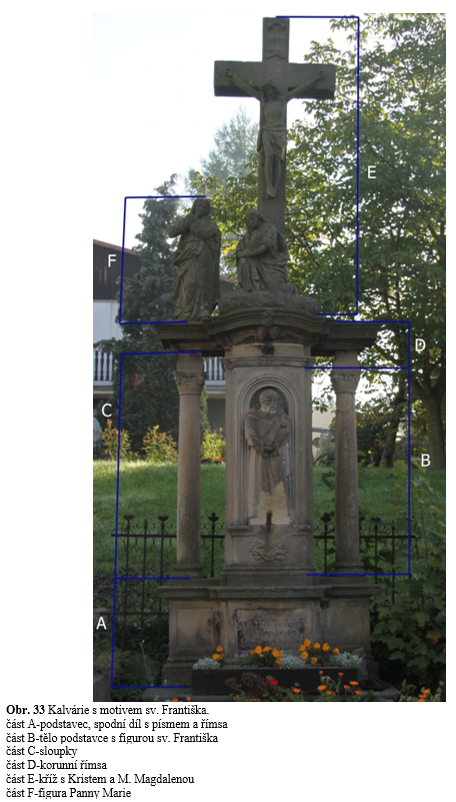 E
F
D
C
B
A
Obr. 33 Kalvárie s motivem sv. Františka.
část A-podstavec, spodní díl s písmem a římsa
část B-tělo podstavce s figurou sv. Františka
část C-sloupky
část D-korunní římsa
část E-kříž s Kristem a M. Magdalenou
část F-figura Panny Marie